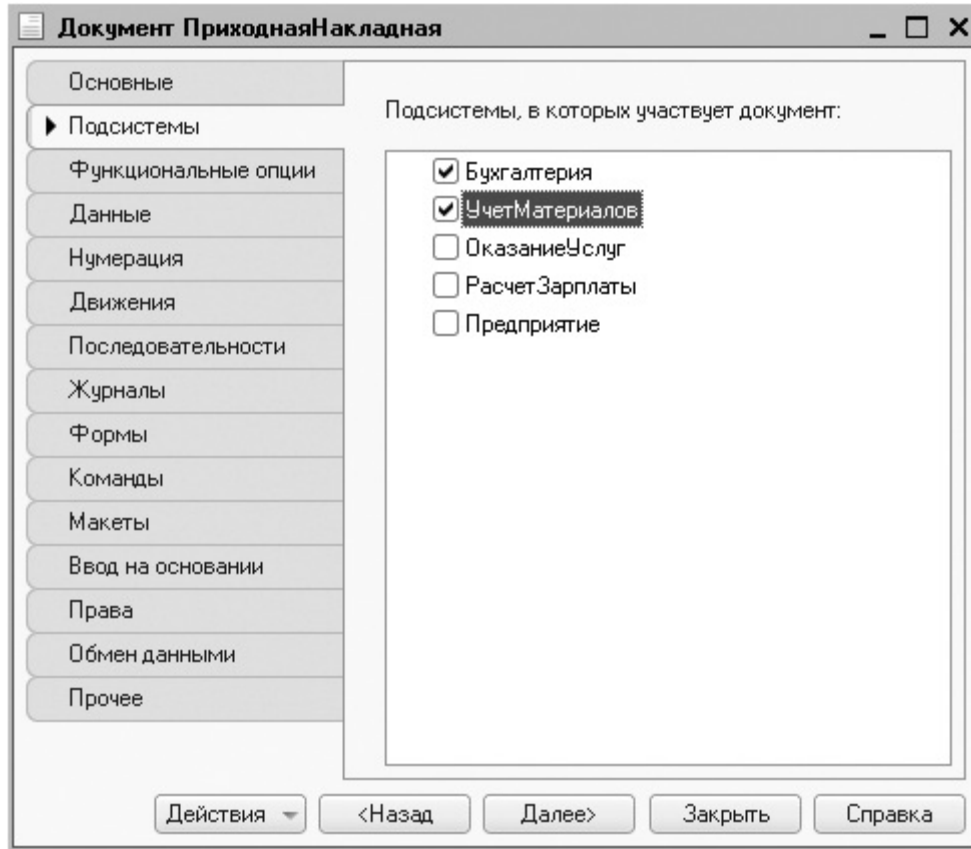 Документ ПриходнаяНакладная
Основные
Подсистемы
Функциональные опции
Данные
Нумерация
Движения
Последовательности
Журналы
Формы
Команды
Макеты
Ввод на основании
Права
Обмен данными
Прочее
Подсистемы, в которых участвует документ:
Бухгалтерия
УчетМатериалов
ОказаниеУслуг
РасчетЗарплаты
Предприятие
Действия
<Назад
Далее>
Закрыть
Справка